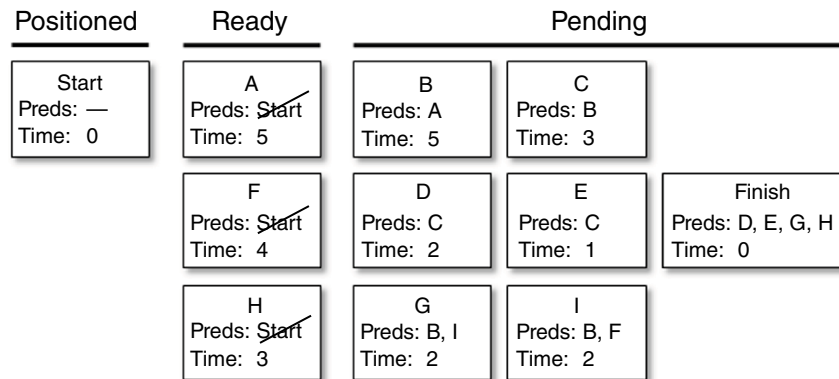 Positioned
Ready
Pending
Start
Preds: —
Time: 0
A
Preds: Start
Time: 5
B
Preds: A
Time: 5
C
Preds: B
Time: 3
F
Preds: Start
Time: 4
D
Preds: C
Time: 2
E
Preds: C
Time: 1
Finish
Preds: D, E, G, H
Time: 0
H
Preds: Start
Time: 3
G
Preds: B, I
Time: 2
I
Preds: B, F
Time: 2